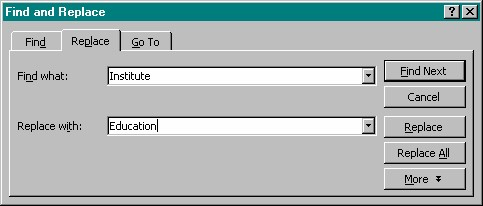 Find and Replace
Find Replace Go To
Find what: Institute Find Next
Cancel
Replace with: Education Replace
Replace All
More